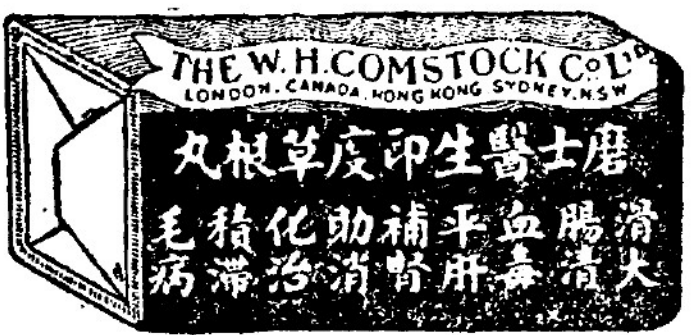 THE W. H. COMSTOCK Co. LTD.
LONDON. CANADA. HONG KONG SYDNEY. N.S.W
磨士醫生印度草根丸
滑大
腸清
血毒
平肝
補腎
助消
化治
積滯
毛病